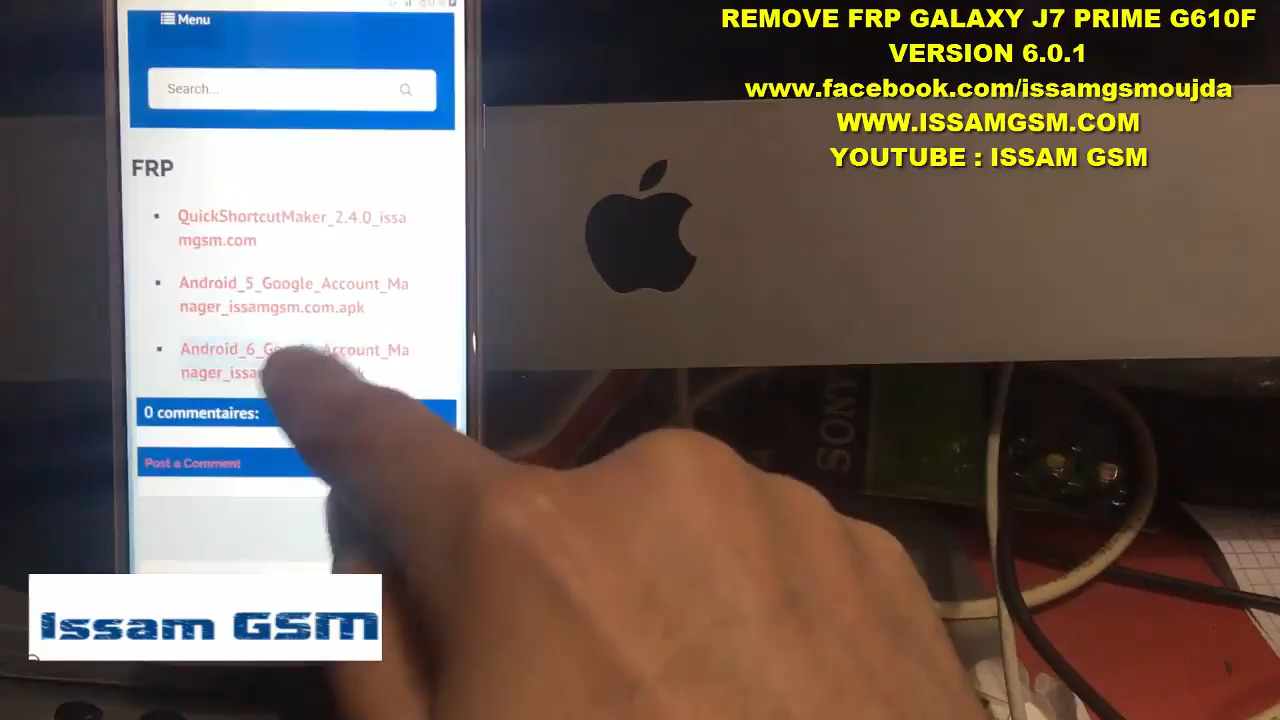 REMOVE FRP GALAXY J7 PRIME G610F
VERSION 6.0.1
www.facebook.com/issamgsmoujda
WWW.ISSAMGSM.COM
YOUTUBE : ISSAM GSM
Menu
Search...
FRP
QuickShortcutMaker_2.4.0_issa
mgsm.com
Android_5_Google_Account_Ma
nager_issamgsm.com.apk
Android_6_Google_Account_Ma
0 commentaires:
Post a Comment
SONY
Issam GSM